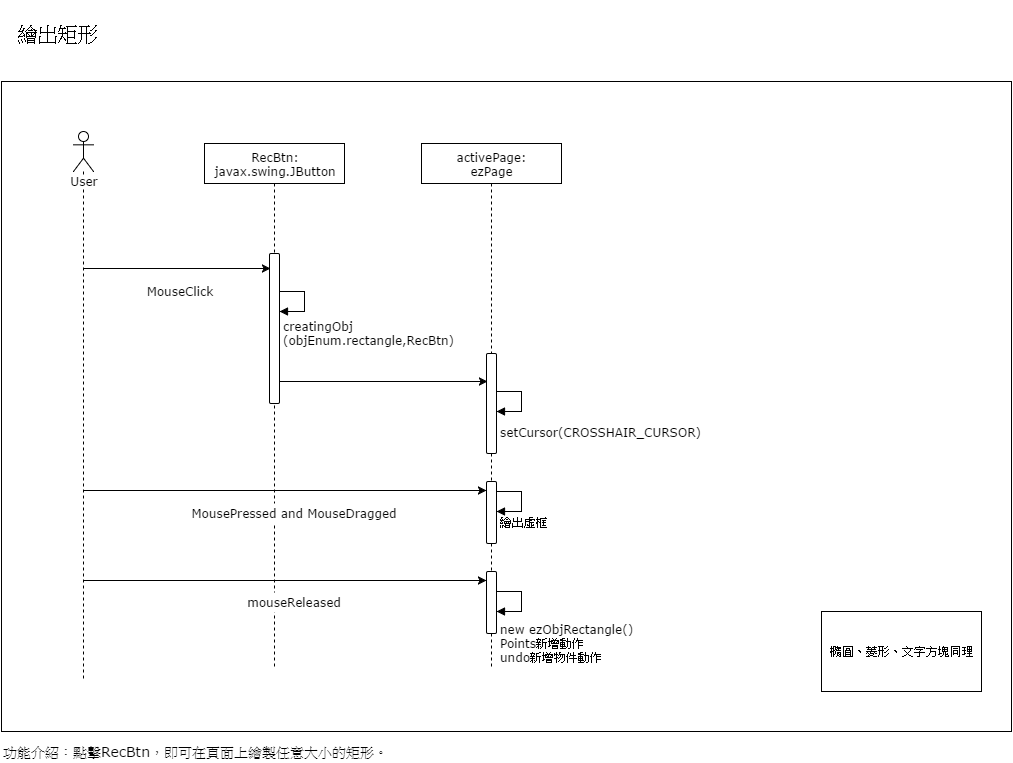 繪出矩形
User
RecBtn:
javax.swing.JButton
activePage:
ezPage
MouseClick
creatingObj
(objEnum.rectangle,RecBtn)
setCursor(CROSSHAIR_CURSOR)
MousePressed and MouseDragged
繪出虛框
mouseReleased
new ezObjRectangle()
Points新增動作
undo新增物件動作
橢圓、菱形、文字方塊同理
功能介紹：點擊RecBtn，即可在頁面上繪製任意大小的矩形。